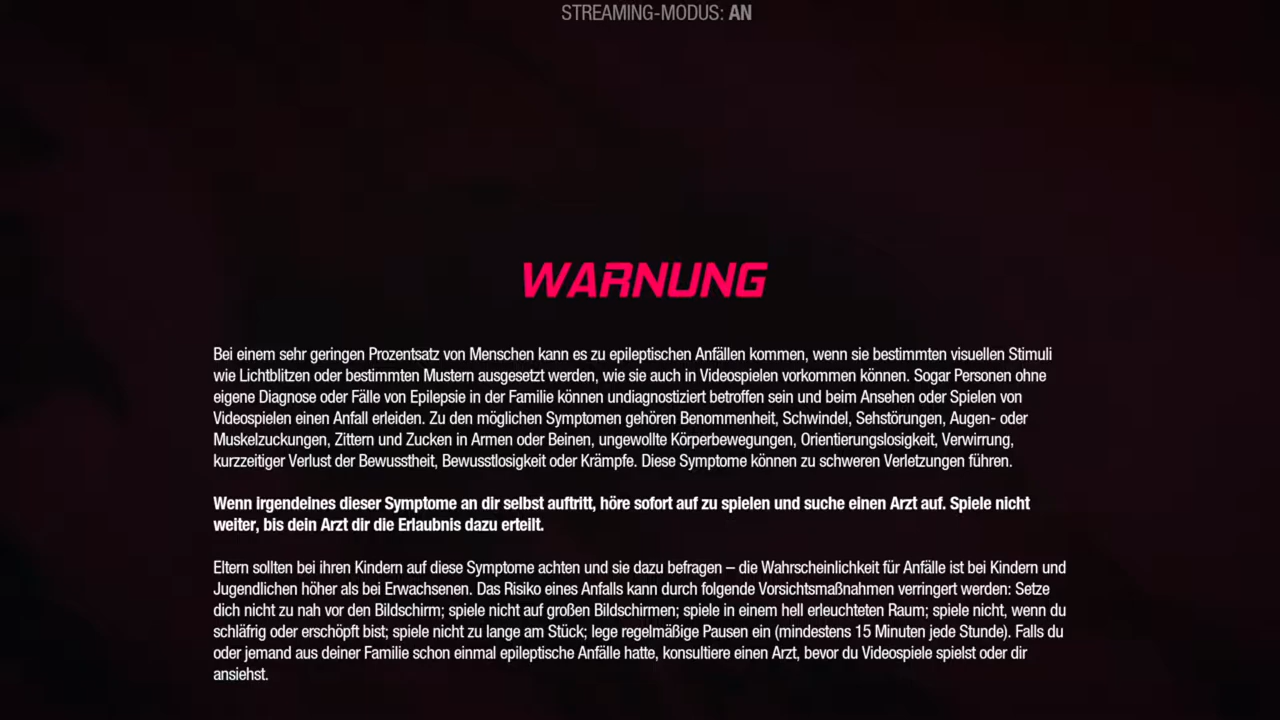 STREAMING-MODUS: AN
WARNUNG
Bei einem sehr geringen Prozentsatz von Menschen kann es zu epileptischen Anfällen kommen, wenn sie bestimmten visuellen Stimuli
wie Lichtblitzen oder bestimmten Mustern ausgesetzt werden, wie sie auch in Videospielen vorkommen können. Sogar Personen ohne
eigene Diagnose oder Fälle von Epilepsie in der Familie können undiagnostiziert betroffen sein und beim Ansehen oder Spielen von
Videospielen einen Anfall erleiden. Zu den möglichen Symptomen gehören Benommenheit, Schwindel, Sehstörungen, Augen- oder
Muskelzuckungen, Zittern und Zucken in Armen oder Beinen, ungewollte Körperbewegungen, Orientierungslosigkeit, Verwirrung,
kurzzeitiger Verlust der Bewusstheit, Bewusstlosigkeit oder Krämpfe. Diese Symptome können zu schweren Verletzungen führen.
Wenn irgendeines dieser Symptome an dir selbst auftritt, höre sofort auf zu spielen und suche einen Arzt auf. Spiele nicht
weiter, bis dein Arzt dir die Erlaubnis dazu erteilt.
Eltern sollten bei ihren Kindern auf diese Symptome achten und sie dazu befragen – die Wahrscheinlichkeit für Anfälle ist bei Kindern und
Jugendlichen höher als bei Erwachsenen. Das Risiko eines Anfalls kann durch folgende Vorsichtsmaßnahmen verringert werden: Setze
dich nicht zu nah vor den Bildschirm; spiele nicht auf großen Bildschirmen; spiele in einem hell erleuchteten Raum; spiele nicht, wenn du
schläfrig oder erschöpft bist; spiele nicht zu lange am Stück; lege regelmäßige Pausen ein (mindestens 15 Minuten jede Stunde). Falls du
oder jemand aus deiner Familie schon einmal epileptische Anfälle hatte, konsultiere einen Arzt, bevor du Videospiele spielst oder dir
ansiehst.